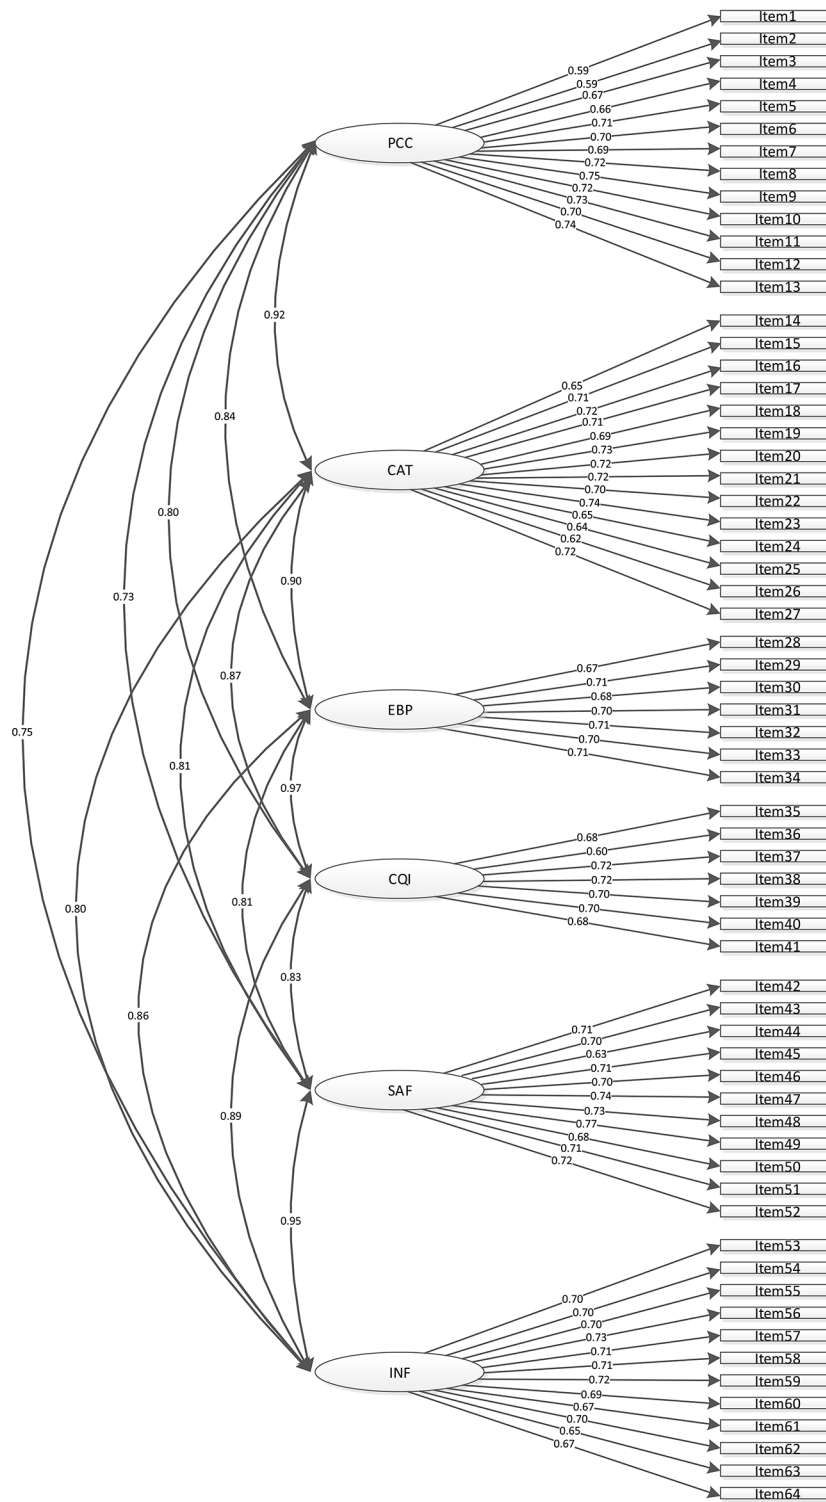 Item1
Item2
0.59
Item3
0.59
Item4
0.67
0.66
Item5
0.71
Item6
PCC
0.70
0.69
Item7
0.72
Item8
0.75
0.72
Item9
0.73
Item10
0.70
0.74
Item11
Item12
Item13
0.92
Item14
Item15
Item16
0.65
Item17
0.71
0.84
0.72
Item18
0.71
0.69
Item19
0.73
Item20
CAT
0.72
0.72
Item21
0.70
Item22
0.74
0.80
0.65
Item23
0.64
0.62
Item24
0.72
Item25
0.90
Item26
0.73
Item27
Item28
0.67
Item29
0.87
0.71
Item30
0.68
EBP
0.70
Item31
0.75
0.71
Item32
0.70
0.71
Item33
0.81
Item34
0.97
Item35
0.68
Item36
0.60
Item37
0.72
CQI
0.72
Item38
0.70
Item39
0.81
0.80
0.70
0.68
Item40
Item41
0.83
Item42
Item43
0.86
0.71
Item44
0.70
0.63
Item45
0.71
0.70
Item46
SAF
0.74
Item47
0.89
0.73
Item48
0.77
0.68
Item49
0.71
0.72
Item50
Item51
Item52
0.95
Item53
Item54
Item55
0.70
0.70
Item56
0.70
0.73
Item57
0.71
Item58
INF
0.71
0.72
Item59
0.69
Item60
0.67
0.70
Item61
0.65
0.67
Item62
Item63
Item64